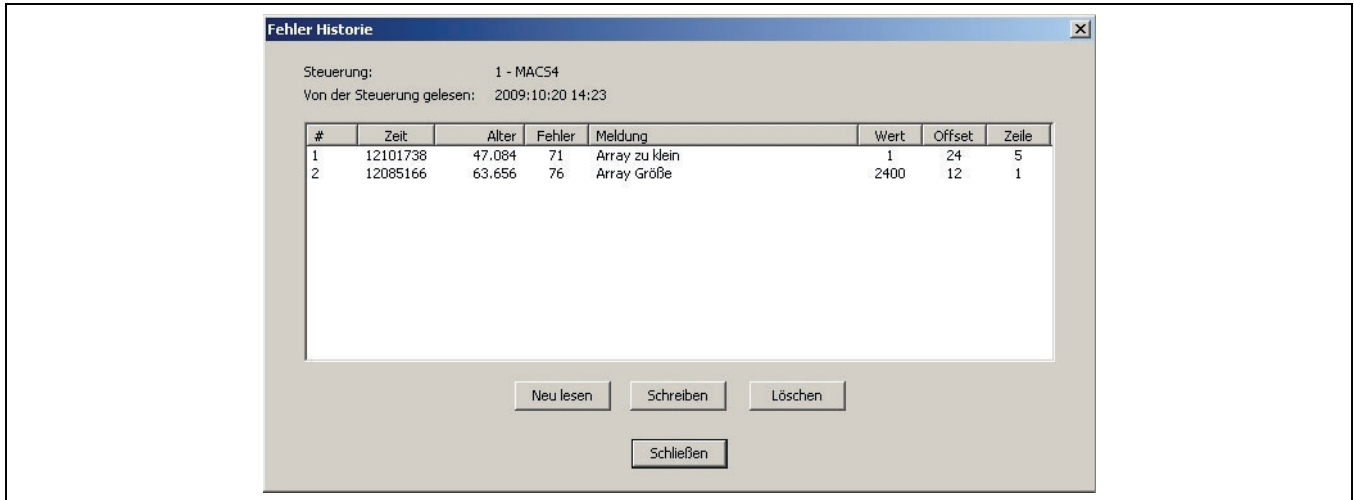 Fehler Historie
Steuerung: 1 - MACS4
Von der Steuerung gelesen: 2009:10:20 14:23
# Zeit Alter Fehler Meldung Wert Offset Zeile
1 12101738 47.084 71 Array zu klein 1 24 5
2 12085166 63.656 76 Array Größe 2400 12 1
Neu lesen Schreiben Löschen
Schließen